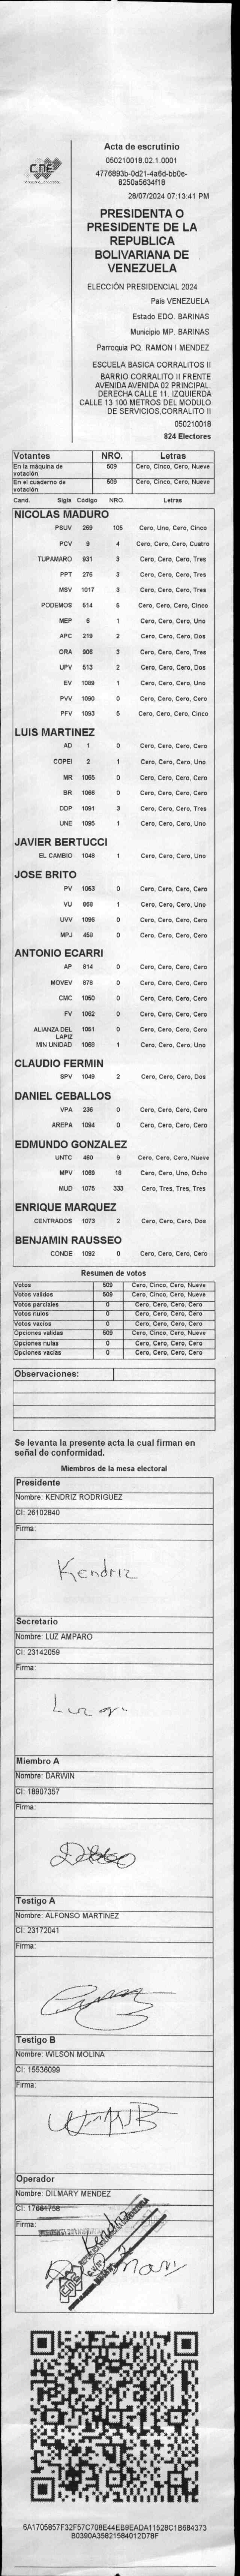 CNE
Acta de escrutinio
050210018.02.1.0001
4776893b-0d21-4a6d-bb0e-
8250a5634f18
28/07/2024 07:13:41 PM
PRESIDENTA O
PRESIDENTE DE LA
REPUBLICA
BOLIVARIANA DE
VENEZUELA
ELECCIÓN PRESIDENCIAL 2024
País VENEZUELA
Estado EDO. BARINAS
Municipio MP. BARINAS
Parroquia PQ. RAMON I MENDEZ
ESCUELA BASICA CORRALITOS II
BARRIO CORRALITO II FRENTE
AVENIDA AVENIDA 02 PRINCIPAL.
DERECHA CALLE 11. IZQUIERDA
CALLE 13 100 METROS DEL MODULO
DE SERVICIOS,CORRALITO II
050210018
824 Electores
Votantes NRO. Letras
En la máquina de votación 509 Cero, Cinco, Cero, Nueve
En el cuaderno de votación 509 Cero, Cinco, Cero, Nueve
Cand. Sigla Código NRO. Letras
NICOLAS MADURO
PSUV 269 105 Cero, Uno, Cero, Cinco
PCV 9 4 Cero, Cero, Cero, Cuatro
TUPAMARO 931 3 Cero, Cero, Cero, Tres
PPT 276 3 Cero, Cero, Cero, Tres
MSV 1017 3 Cero, Cero, Cero, Tres
PODEMOS 514 5 Cero, Cero, Cero, Cinco
MEP 6 1 Cero, Cero, Cero, Uno
APC 219 2 Cero, Cero, Cero, Dos
ORA 906 3 Cero, Cero, Cero, Tres
UPV 513 2 Cero, Cero, Cero, Dos
EV 1089 1 Cero, Cero, Cero, Uno
PVV 1090 0 Cero, Cero, Cero, Cero
PFV 1093 5 Cero, Cero, Cero, Cinco
LUIS MARTINEZ
AD 1 0 Cero, Cero, Cero, Cero
COPEI 2 1 Cero, Cero, Cero, Uno
MR 1065 0 Cero, Cero, Cero, Cero
BR 1066 0 Cero, Cero, Cero, Cero
DDP 1091 3 Cero, Cero, Cero, Tres
UNE 1095 1 Cero, Cero, Cero, Uno
JAVIER BERTUCCI
EL CAMBIO 1048 1 Cero, Cero, Cero, Uno
JOSE BRITO
PV 1053 0 Cero, Cero, Cero, Cero
VU 968 1 Cero, Cero, Cero, Uno
UVV 1096 0 Cero, Cero, Cero, Cero
MPJ 458 0 Cero, Cero, Cero, Cero
ANTONIO ECARRI
AP 814 0 Cero, Cero, Cero, Cero
MOVEV 878 0 Cero, Cero, Cero, Cero
CMC 1050 0 Cero, Cero, Cero, Cero
FV 1062 0 Cero, Cero, Cero, Cero
ALIANZA DEL LAPIZ 1051 0 Cero, Cero, Cero, Cero
MIN UNIDAD 1069 1 Cero, Cero, Cero, Uno
CLAUDIO FERMIN
SPV 1049 2 Cero, Cero, Cero, Dos
DANIEL CEBALLOS
VPA 236 0 Cero, Cero, Cero, Cero
AREPA 1094 0 Cero, Cero, Cero, Cero
EDMUNDO GONZALEZ
UNTC 460 9 Cero, Cero, Cero, Nueve
MPV 1069 18 Cero, Cero, Uno, Ocho
MUD 1075 333 Cero, Tres, Tres, Tres
ENRIQUE MARQUEZ
CENTRADOS 1073 2 Cero, Cero, Cero, Dos
BENJAMIN RAUSSEO
CONDE 1092 0 Cero, Cero, Cero, Cero
Resumen de votos
Votos 509 Cero, Cinco, Cero, Nueve
Votos validos 509 Cero, Cinco, Cero, Nueve
Votos parciales 0 Cero, Cero, Cero, Cero
Votos nulos 0 Cero, Cero, Cero, Cero
Votos vacios 0 Cero, Cero, Cero, Cero
Opciones validas 509 Cero, Cinco, Cero, Nueve
Opciones nulas 0 Cero, Cero, Cero, Cero
Opciones vacias 0 Cero, Cero, Cero, Cero
Observaciones:
Se levanta la presente acta la cual firman en
señal de conformidad.
Miembros de la mesa electoral
Presidente
Nombre: KENDRIZ RODRIGUEZ
CI: 26102840
Firma:
Kendriz
Secretario
Nombre: LUZ AMPARO
CI: 23142059
Firma:
Luz
Miembro A
Nombre: DARWIN
CI: 18907357
Firma:
Testigo A
Nombre: ALFONSO MARTINEZ
CI: 23172041
Firma:
Testigo B
Nombre: WILSON MOLINA
CI: 15536099
Firma:
Operador
Nombre: DILMARY MENDEZ
CI: 17661758
Firma:
Kendriz
CNE
6A1705857F32F57C708E44EB9EADA11528C1B684373
B0390A35821584012D78F